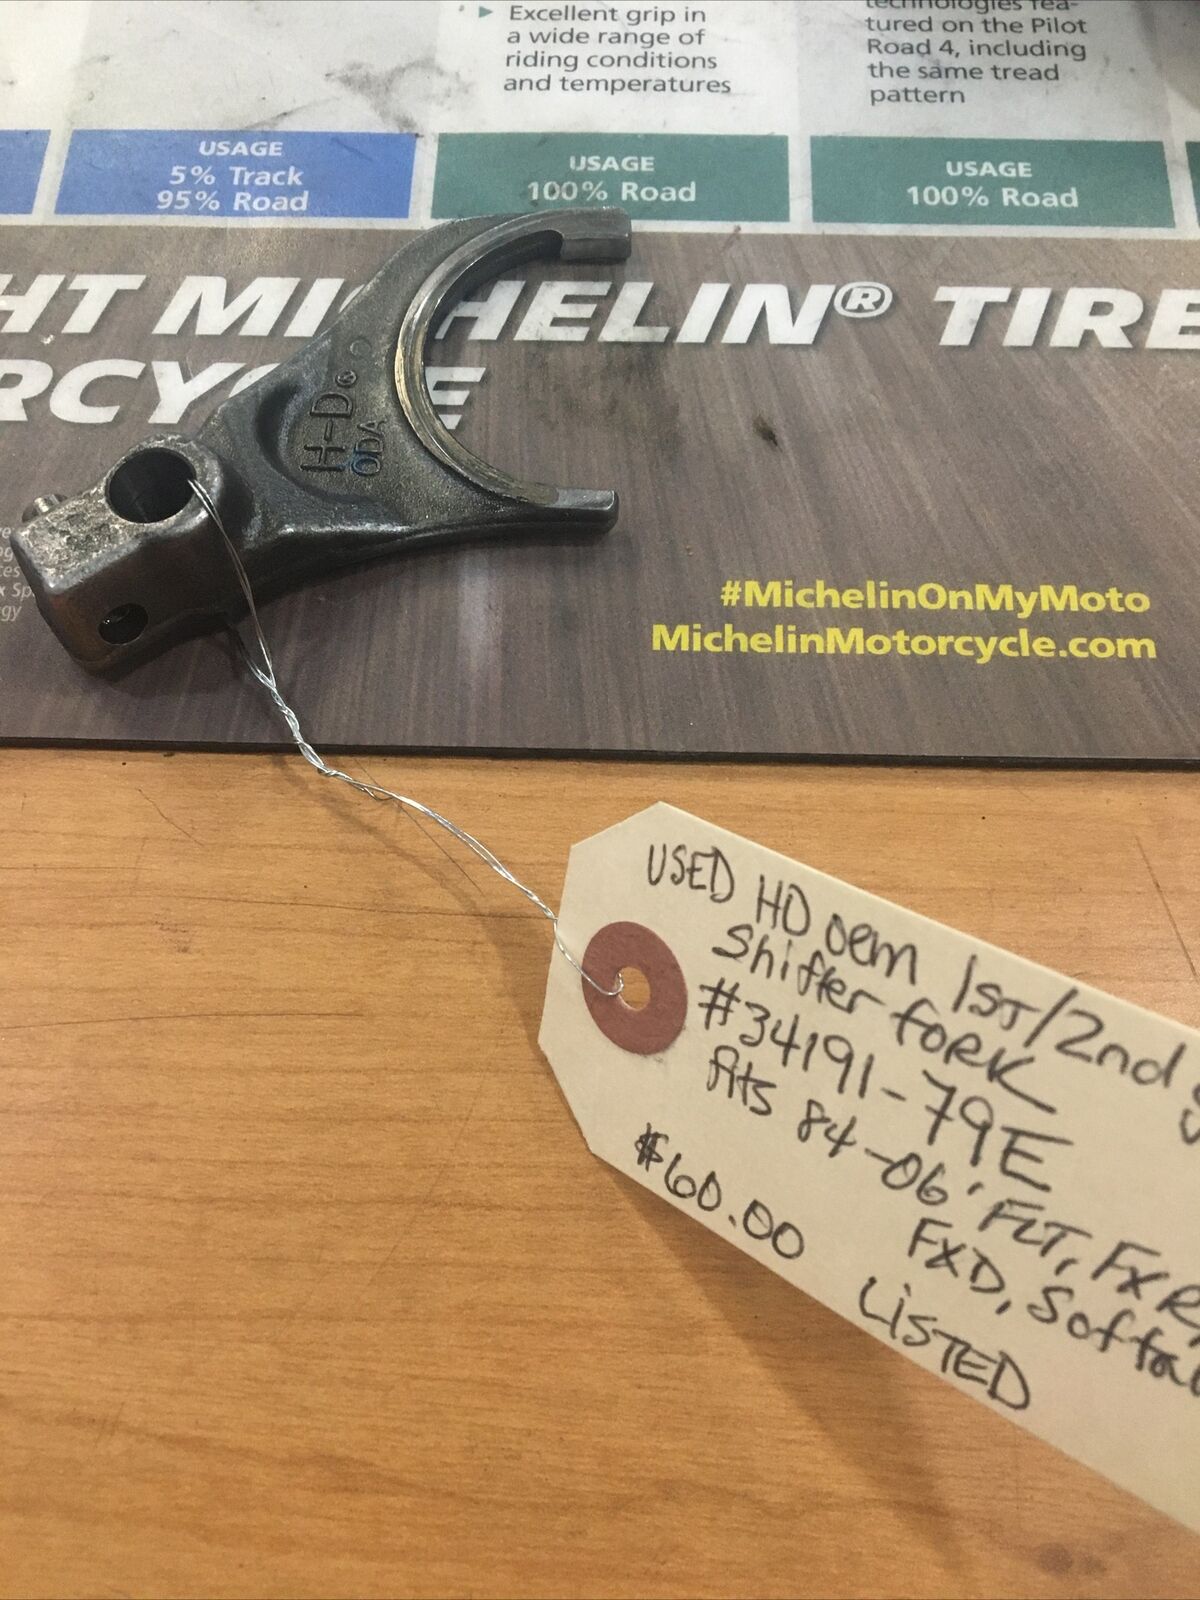 Excellent grip in
a wide range of
riding conditions
and temperatures
technologies fea-
tured on the Pilot
Road 4, including
the same tread
pattern
USAGE
5% Track
95% Road
USAGE
100% Road
USAGE
100% Road
HT MICHELIN® TIRE
RCYC E
H-D®
ODA
#MichelinOnMyMoto
MichelinMotorcycle.com
USED HD oem 1st/2nd g
Shifter fork
#34191-79E
fits 84-06' FLT, FXR,
FXD, Softai
$60.00
LISTED